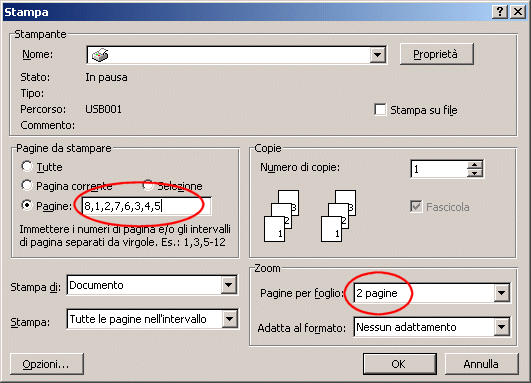 Stampa
Stampante
Nome:
Proprietà
Stato: In pausa
Tipo:
Percorso: USB001
Commento:
Stampa su file
Pagine da stampare
Tutte
Pagina corrente Selezione
Pagine: 8,1,2,7,6,3,4,5
Immettere i numeri di pagina e/o gli intervalli
di pagina separati da virgole. Es.: 1,3,5-12
Copie
Numero di copie: 1
3 3
2 2
1 1
Fascicola
Stampa di: Documento
Stampa: Tutte le pagine nell'intervallo
Zoom
Pagine per foglio: 2 pagine
Adatta al formato: Nessun adattamento
Opzioni...
OK
Annulla